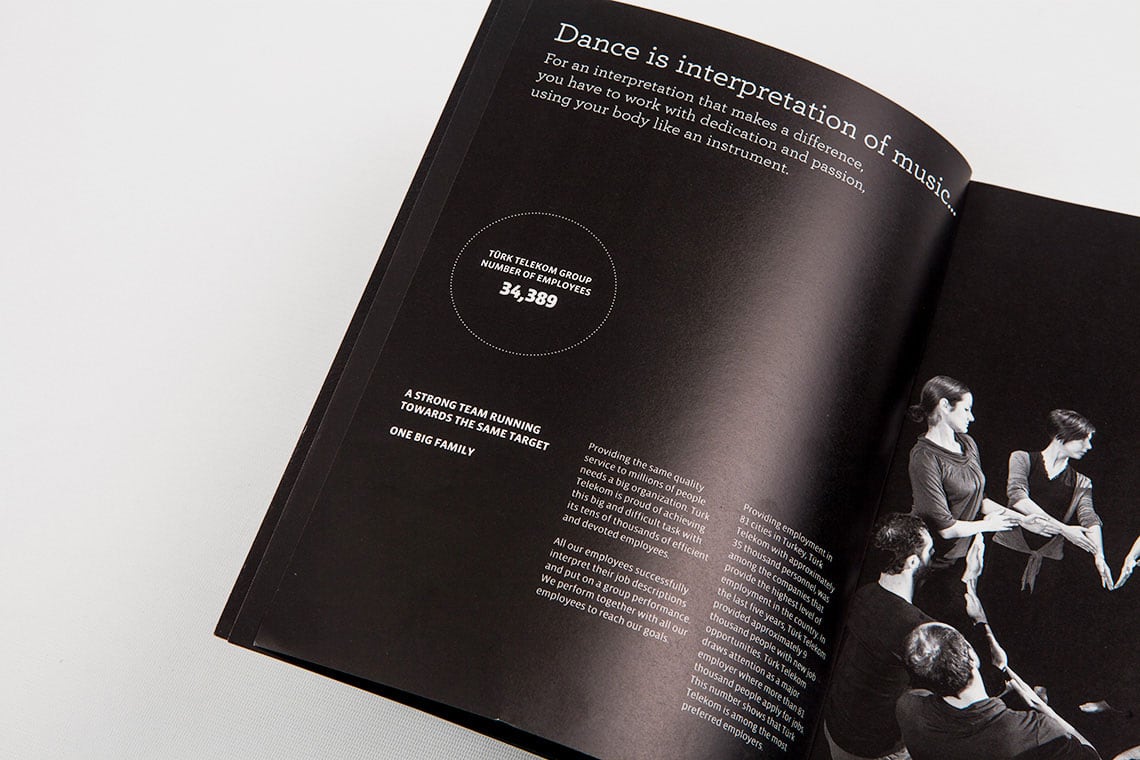 Dance is interpretation of music...
For an interpretation that makes a difference,
you have to work with dedication and passion,
using your body like an instrument.
TÜRK TELEKOM GROUP
NUMBER OF EMPLOYEES
34,389
A STRONG TEAM RUNNING
TOWARDS THE SAME TARGET
ONE BIG FAMILY
Providing the same quality
service to millions of people
needs a big organization. Türk
Telekom is proud of achieving
this big and difficult task with
its tens of thousands of efficient
and devoted employees.
All our employees successfully
interpret their job descriptions
and put on a group performance.
We perform together with all our
employees to reach our goals.
Providing employment in
81 cities in Turkey, Türk
Telekom with approximately
35 thousand personnel, was
among the companies that
provide the highest level of
employment in the country. In
the last five years, Türk Telekom
provided approximately 9
thousand people with new job
opportunities. Türk Telekom
draws attention as a major
employer where more than 81
thousand people apply for jobs.
This number shows that Türk
Telekom is among the most
preferred employers.